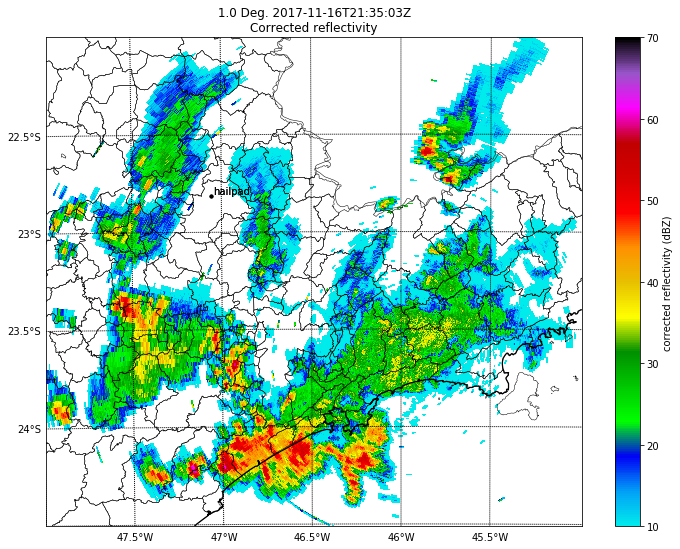 1.0 Deg. 2017-11-16T21:35:03Z
Corrected reflectivity
22.5°S
23°S
23.5°S
24°S
47.5°W
47°W
46.5°W
46°W
45.5°W
hailpad
70
60
50
40
30
20
10
corrected reflectivity (dBZ)